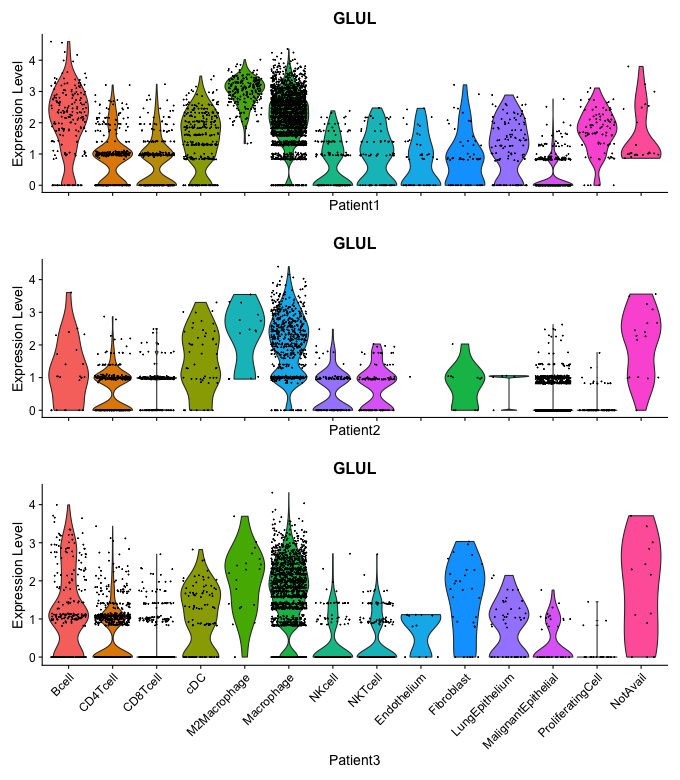 GLUL
Expression Level
4
3
2
1
0
Patient1
GLUL
Expression Level
4
3
2
1
0
Patient2
GLUL
Expression Level
4
3
2
1
0
Bcell
CD4Tcell
CD8Tcell
cDC
M2Macrophage
Macrophage
NKcell
NKTcell
Endothelium
Fibroblast
LungEpithelium
MalignantEpithelial
ProliferatingCell
NotAvail
Patient3